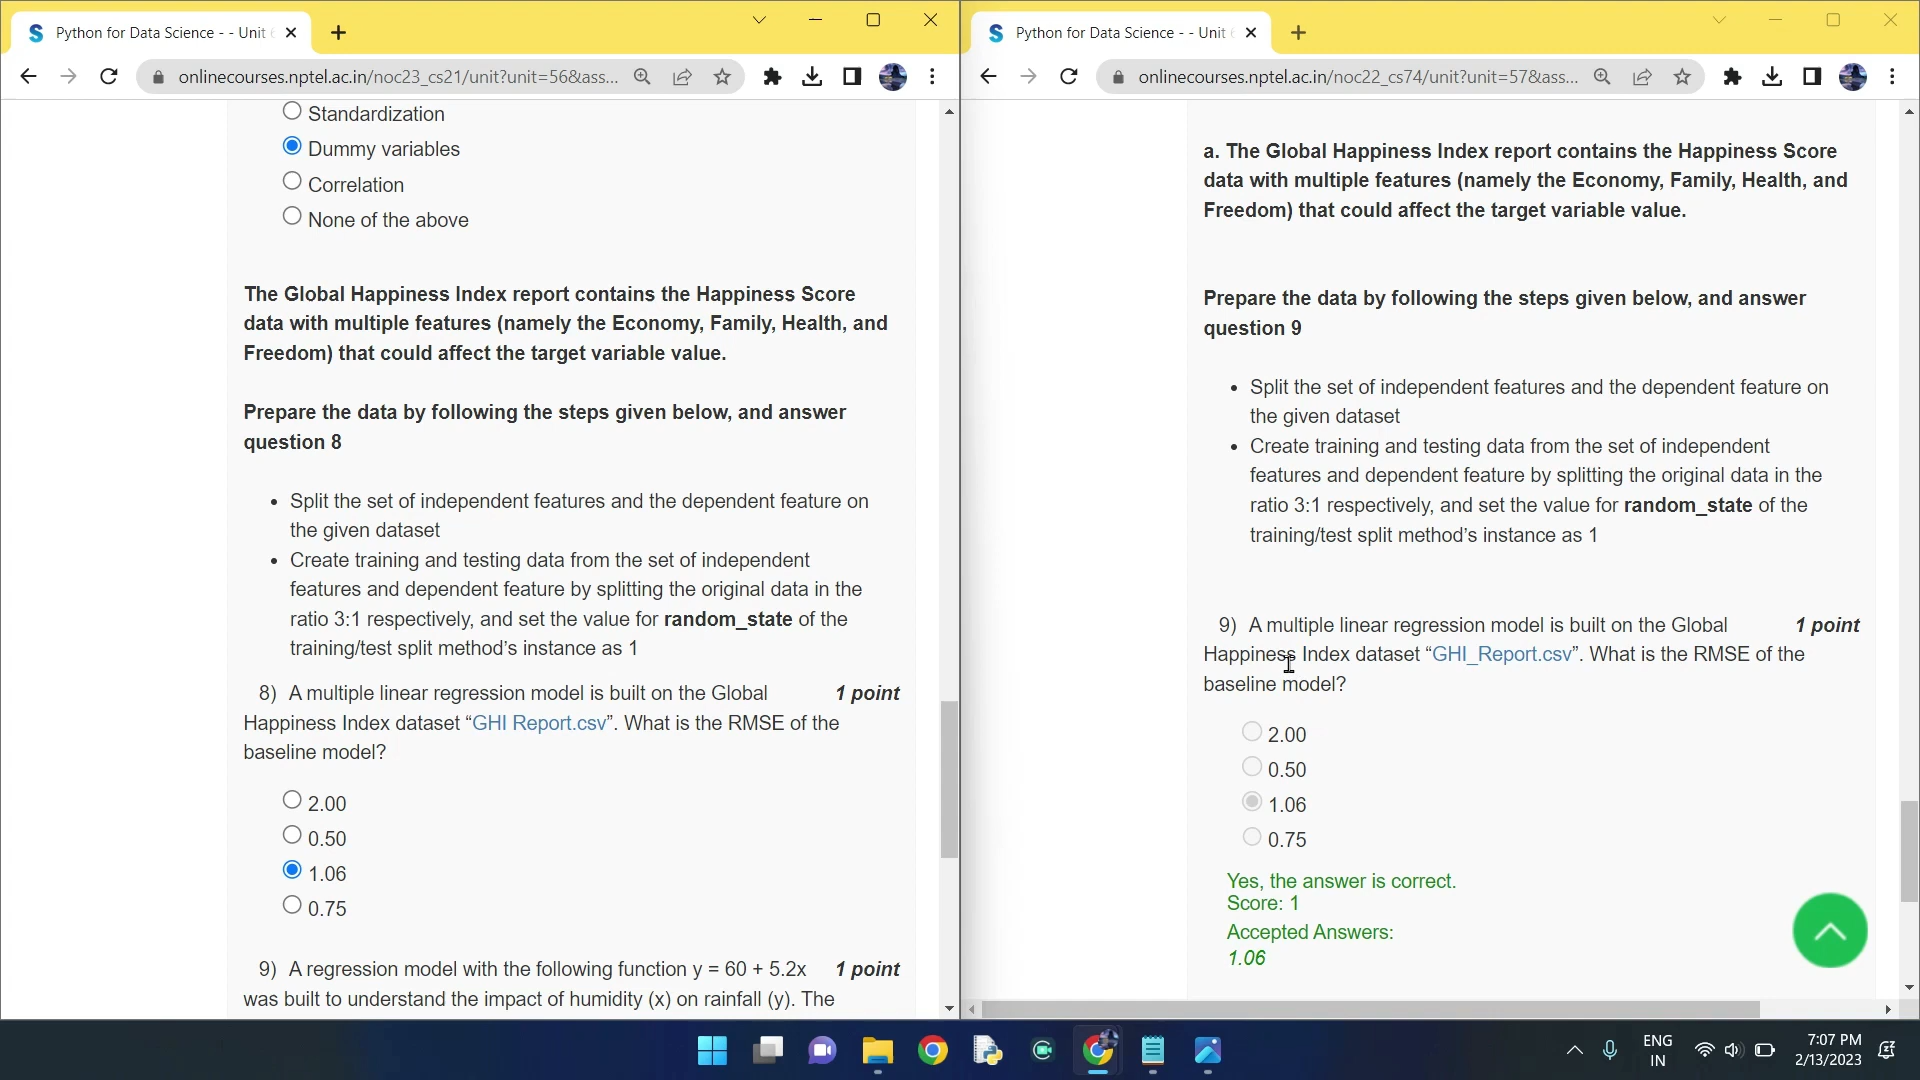 Python for Data Science - - Unit 6
onlinecourses.nptel.ac.in/noc23_cs21/unit?unit=56&ass...
Standardization
Dummy variables
Correlation
None of the above
The Global Happiness Index report contains the Happiness Score
data with multiple features (namely the Economy, Family, Health, and
Freedom) that could affect the target variable value.
Prepare the data by following the steps given below, and answer
question 8
• Split the set of independent features and the dependent feature on
the given dataset
• Create training and testing data from the set of independent
features and dependent feature by splitting the original data in the
ratio 3:1 respectively, and set the value for random_state of the
training/test split method’s instance as 1
8) A multiple linear regression model is built on the Global 1 point
Happiness Index dataset “GHI Report.csv”. What is the RMSE of the
baseline model?
2.00
0.50
1.06
0.75
9) A regression model with the following function y = 60 + 5.2x 1 point
was built to understand the impact of humidity (x) on rainfall (y). The
Python for Data Science - - Unit 6
onlinecourses.nptel.ac.in/noc22_cs74/unit?unit=57&ass...
a. The Global Happiness Index report contains the Happiness Score
data with multiple features (namely the Economy, Family, Health, and
Freedom) that could affect the target variable value.
Prepare the data by following the steps given below, and answer
question 9
• Split the set of independent features and the dependent feature on
the given dataset
• Create training and testing data from the set of independent
features and dependent feature by splitting the original data in the
ratio 3:1 respectively, and set the value for random_state of the
training/test split method’s instance as 1
9) A multiple linear regression model is built on the Global 1 point
Happiness Index dataset “GHI_Report.csv”. What is the RMSE of the
baseline model?
2.00
0.50
1.06
0.75
Yes, the answer is correct.
Score: 1
Accepted Answers:
1.06
ENG
IN
7:07 PM
2/13/2023